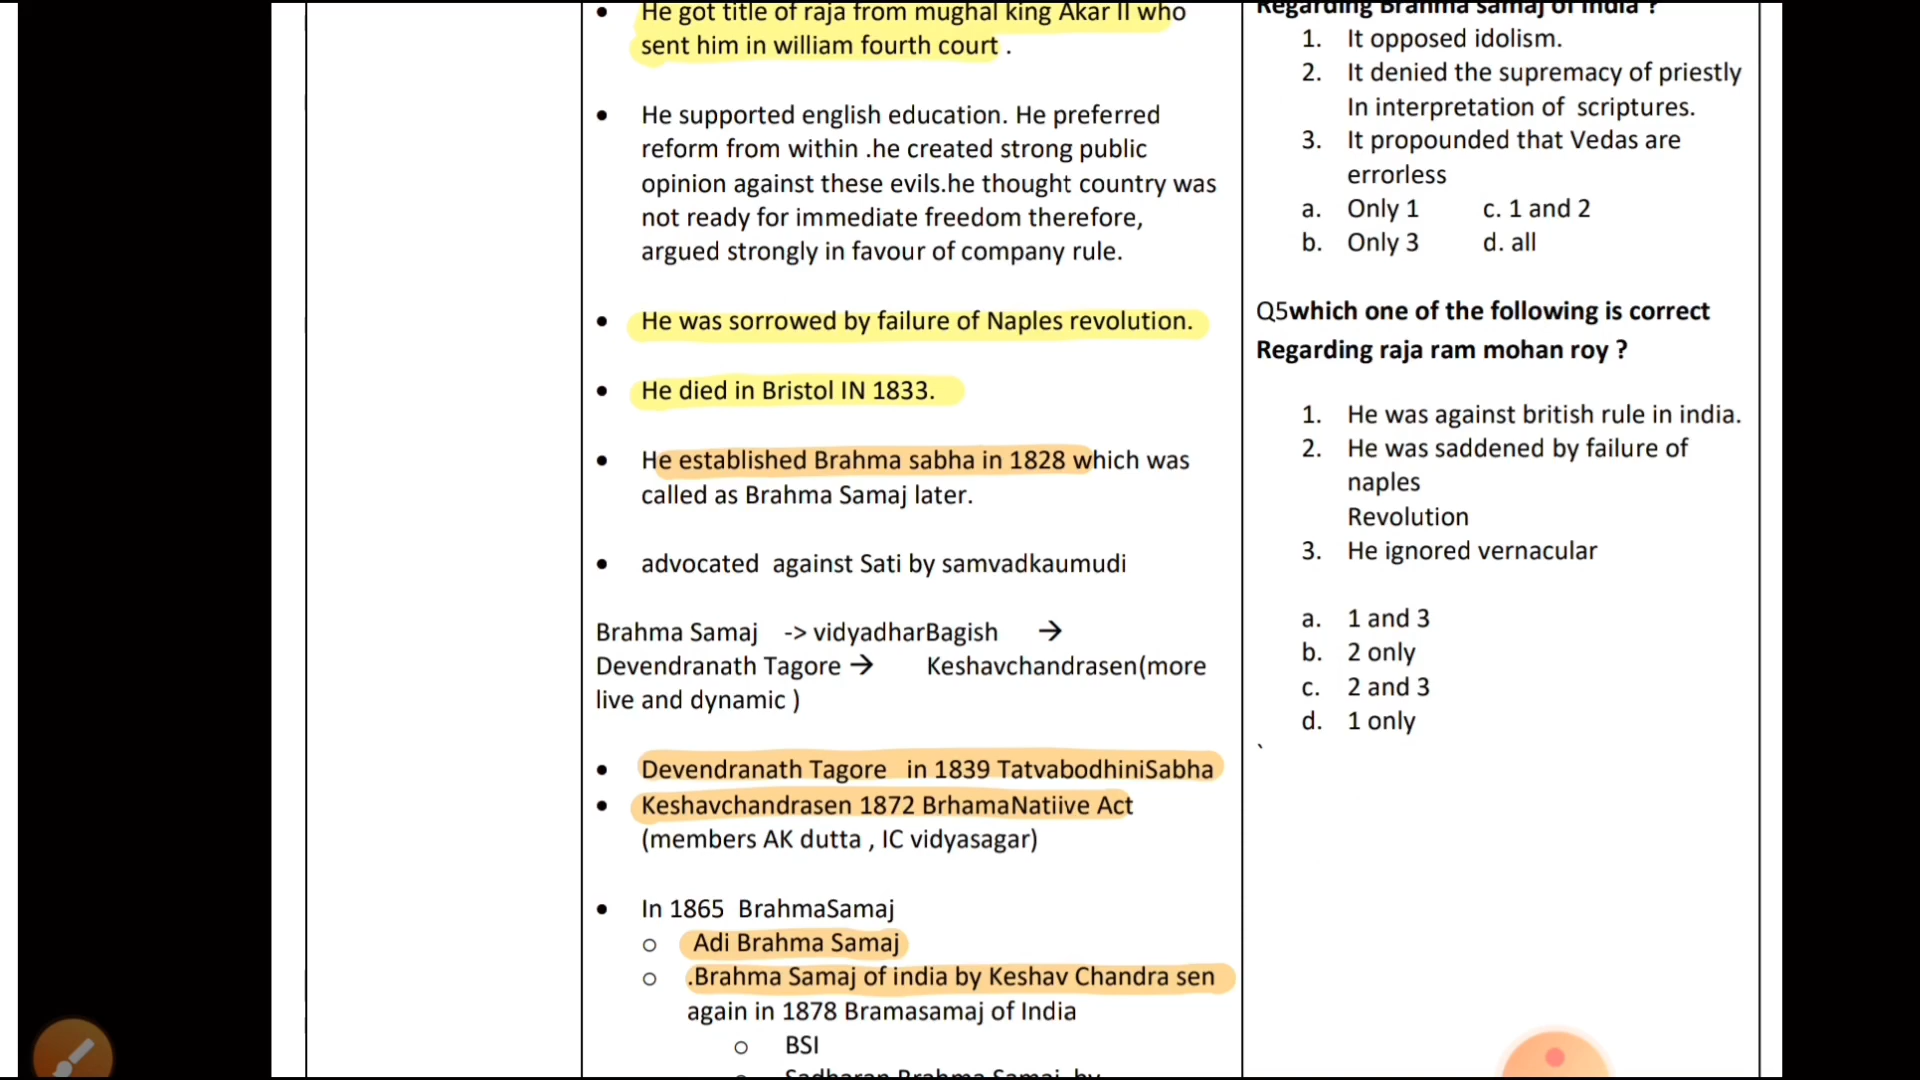 He got title of raja from mughal king Akar II who
sent him in william fourth court .
He supported english education. He preferred
reform from within .he created strong public
opinion against these evils.he thought country was
not ready for immediate freedom therefore,
argued strongly in favour of company rule.
He was sorrowed by failure of Naples revolution.
He died in Bristol IN 1833.
He established Brahma sabha in 1828 which was
called as Brahma Samaj later.
advocated against Sati by samvadkaumudi
Brahma Samaj -> vidyadharBagish →
Devendranath Tagore → Keshavchandrasen(more
live and dynamic )
Devendranath Tagore in 1839 TatvabodhiniSabha
Keshavchandrasen 1872 BrhamaNatiive Act
(members AK dutta , IC vidyasagar)
In 1865 BrahmaSamaj
Adi Brahma Samaj
.Brahma Samaj of india by Keshav Chandra sen
again in 1878 Bramasamaj of India
BSI
Sadharan Brahma Samaj by
Regarding Brahma samaj of india ?
1. It opposed idolism.
2. It denied the supremacy of priestly
In interpretation of scriptures.
3. It propounded that Vedas are
errorless
a. Only 1 c. 1 and 2
b. Only 3 d. all
Q5which one of the following is correct
Regarding raja ram mohan roy ?
1. He was against british rule in india.
2. He was saddened by failure of
naples
Revolution
3. He ignored vernacular
a. 1 and 3
b. 2 only
c. 2 and 3
d. 1 only
`